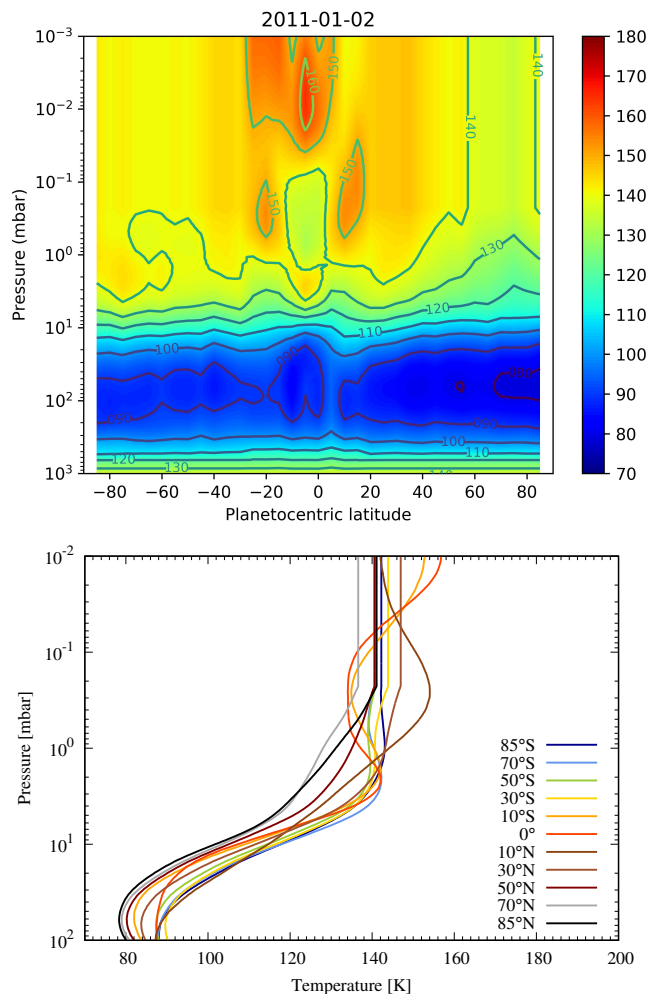 2011-01-02
10⁻³
10⁻²
10⁻¹
10⁰
10¹
10²
10³
Pressure (mbar)
150
160
140
140
150
150
130
120
110
100
090
080
090
090
100
110
120
130
−80 −60 −40 −20 0 20 40 60 80
Planetocentric latitude
180
170
160
150
140
130
120
110
100
90
80
70
10⁻²
10⁻¹
10⁰
10¹
10²
Pressure [mbar]
85°S
70°S
50°S
30°S
10°S
0°
10°N
30°N
50°N
70°N
85°N
80 100 120 140 160 180 200
Temperature [K]